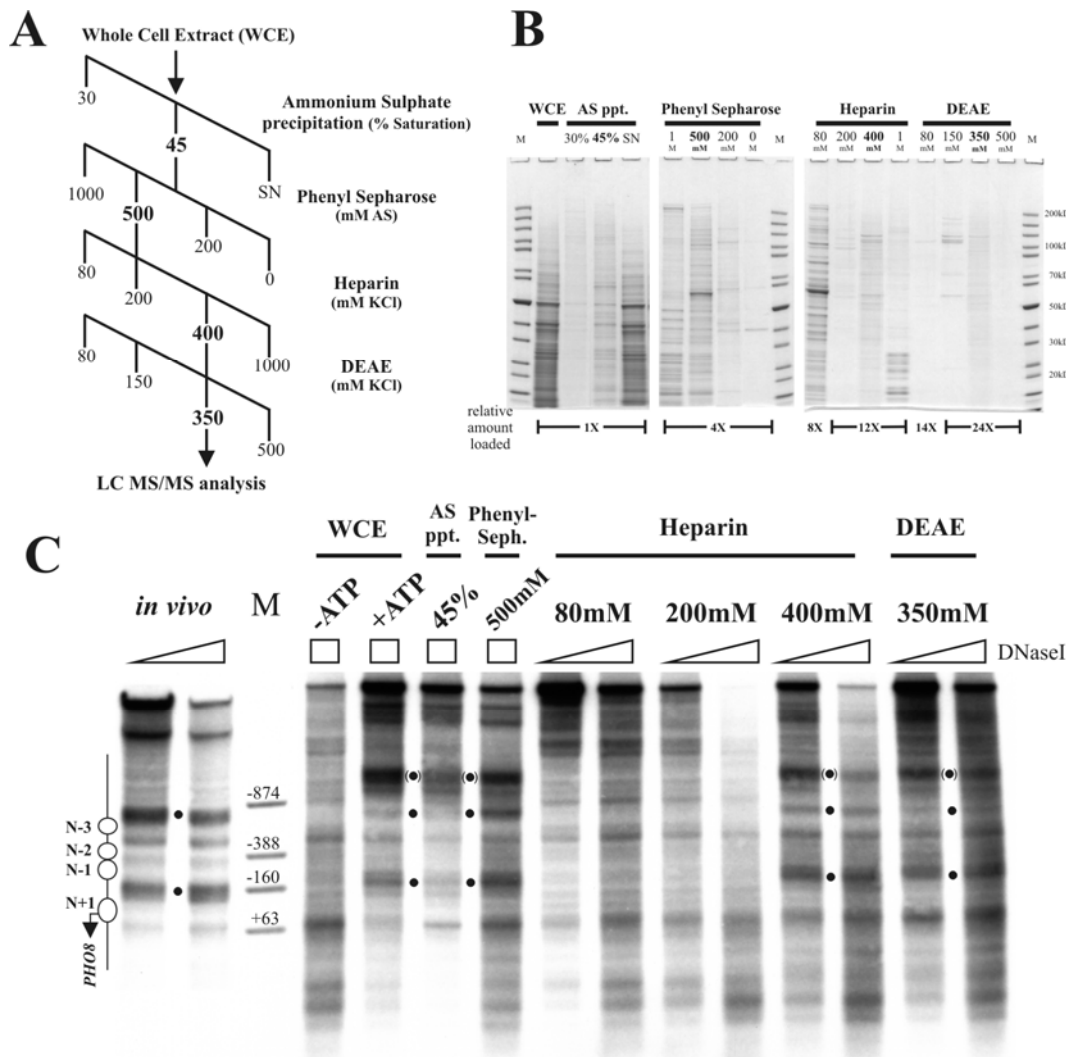 A
Whole Cell Extract (WCE)
30
45
SN
Ammonium Sulphate
precipitation (% Saturation)
1000
500
200
0
Phenyl Sepharose
(mM AS)
80
200
400
1000
Heparin
(mM KCl)
80
150
350
500
DEAE
(mM KCl)
LC MS/MS analysis
B
WCE AS ppt. Phenyl Sepharose Heparin DEAE
M 30% 45% SN 1 500 200 0 M 80 200 400 1 80 150 350 500 M
M mM mM M mM mM mM M mM mM mM mM
200kD
100kD
70kD
50kD
30kD
20kD
relative
amount
loaded
1X 4X 8X 12X 14X 24X
C
in vivo
M
WCE
AS
ppt.
Phenyl-
Seph.
Heparin
DEAE
-ATP +ATP 45% 500mM 80mM 200mM 400mM 350mM
DNaseI
(•) (•) (•) (•)
-874
-388
-160
+63
N-3
N-2
N-1
N+1
PHO8